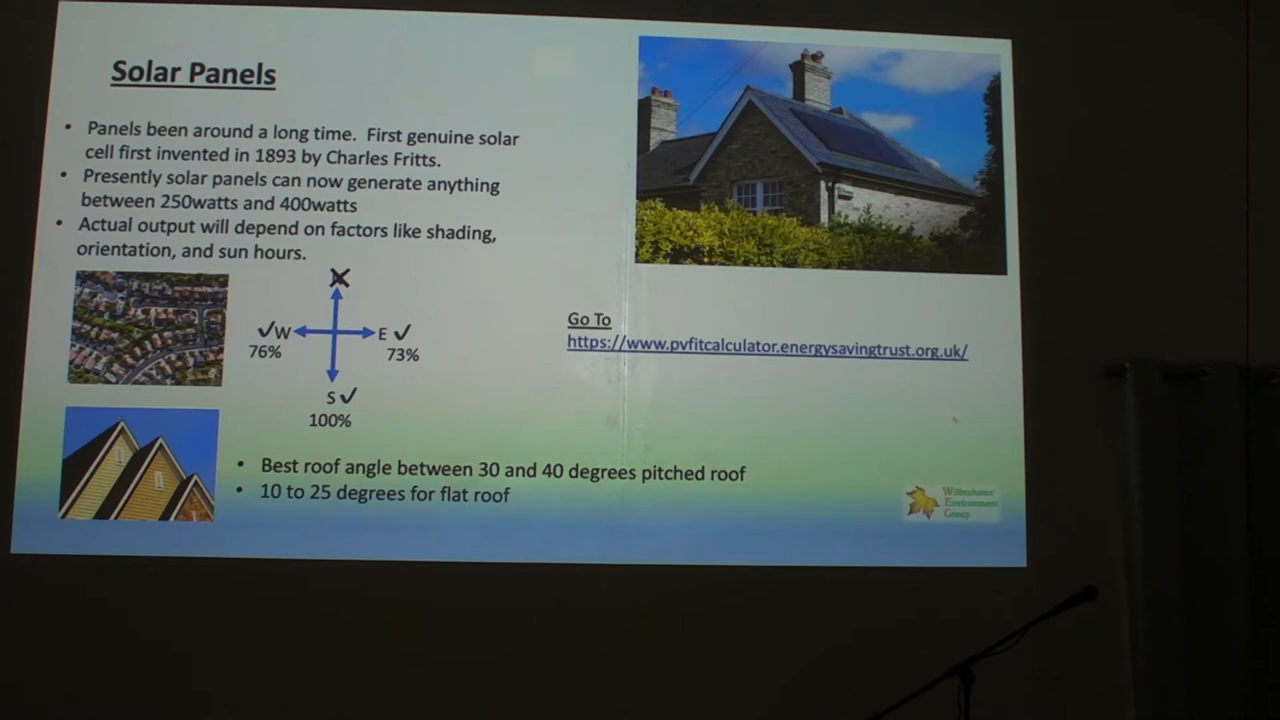 Solar Panels
• Panels been around a long time. First genuine solar
cell first invented in 1893 by Charles Fritts.
• Presently solar panels can now generate anything
between 250watts and 400watts
• Actual output will depend on factors like shading,
orientation, and sun hours.
W
76%
E
73%
S
100%
Go To
https://www.pvfitcalculator.energysavingtrust.org.uk/
• Best roof angle between 30 and 40 degrees pitched roof
• 10 to 25 degrees for flat roof
Wilbrahams'
Environment
Group